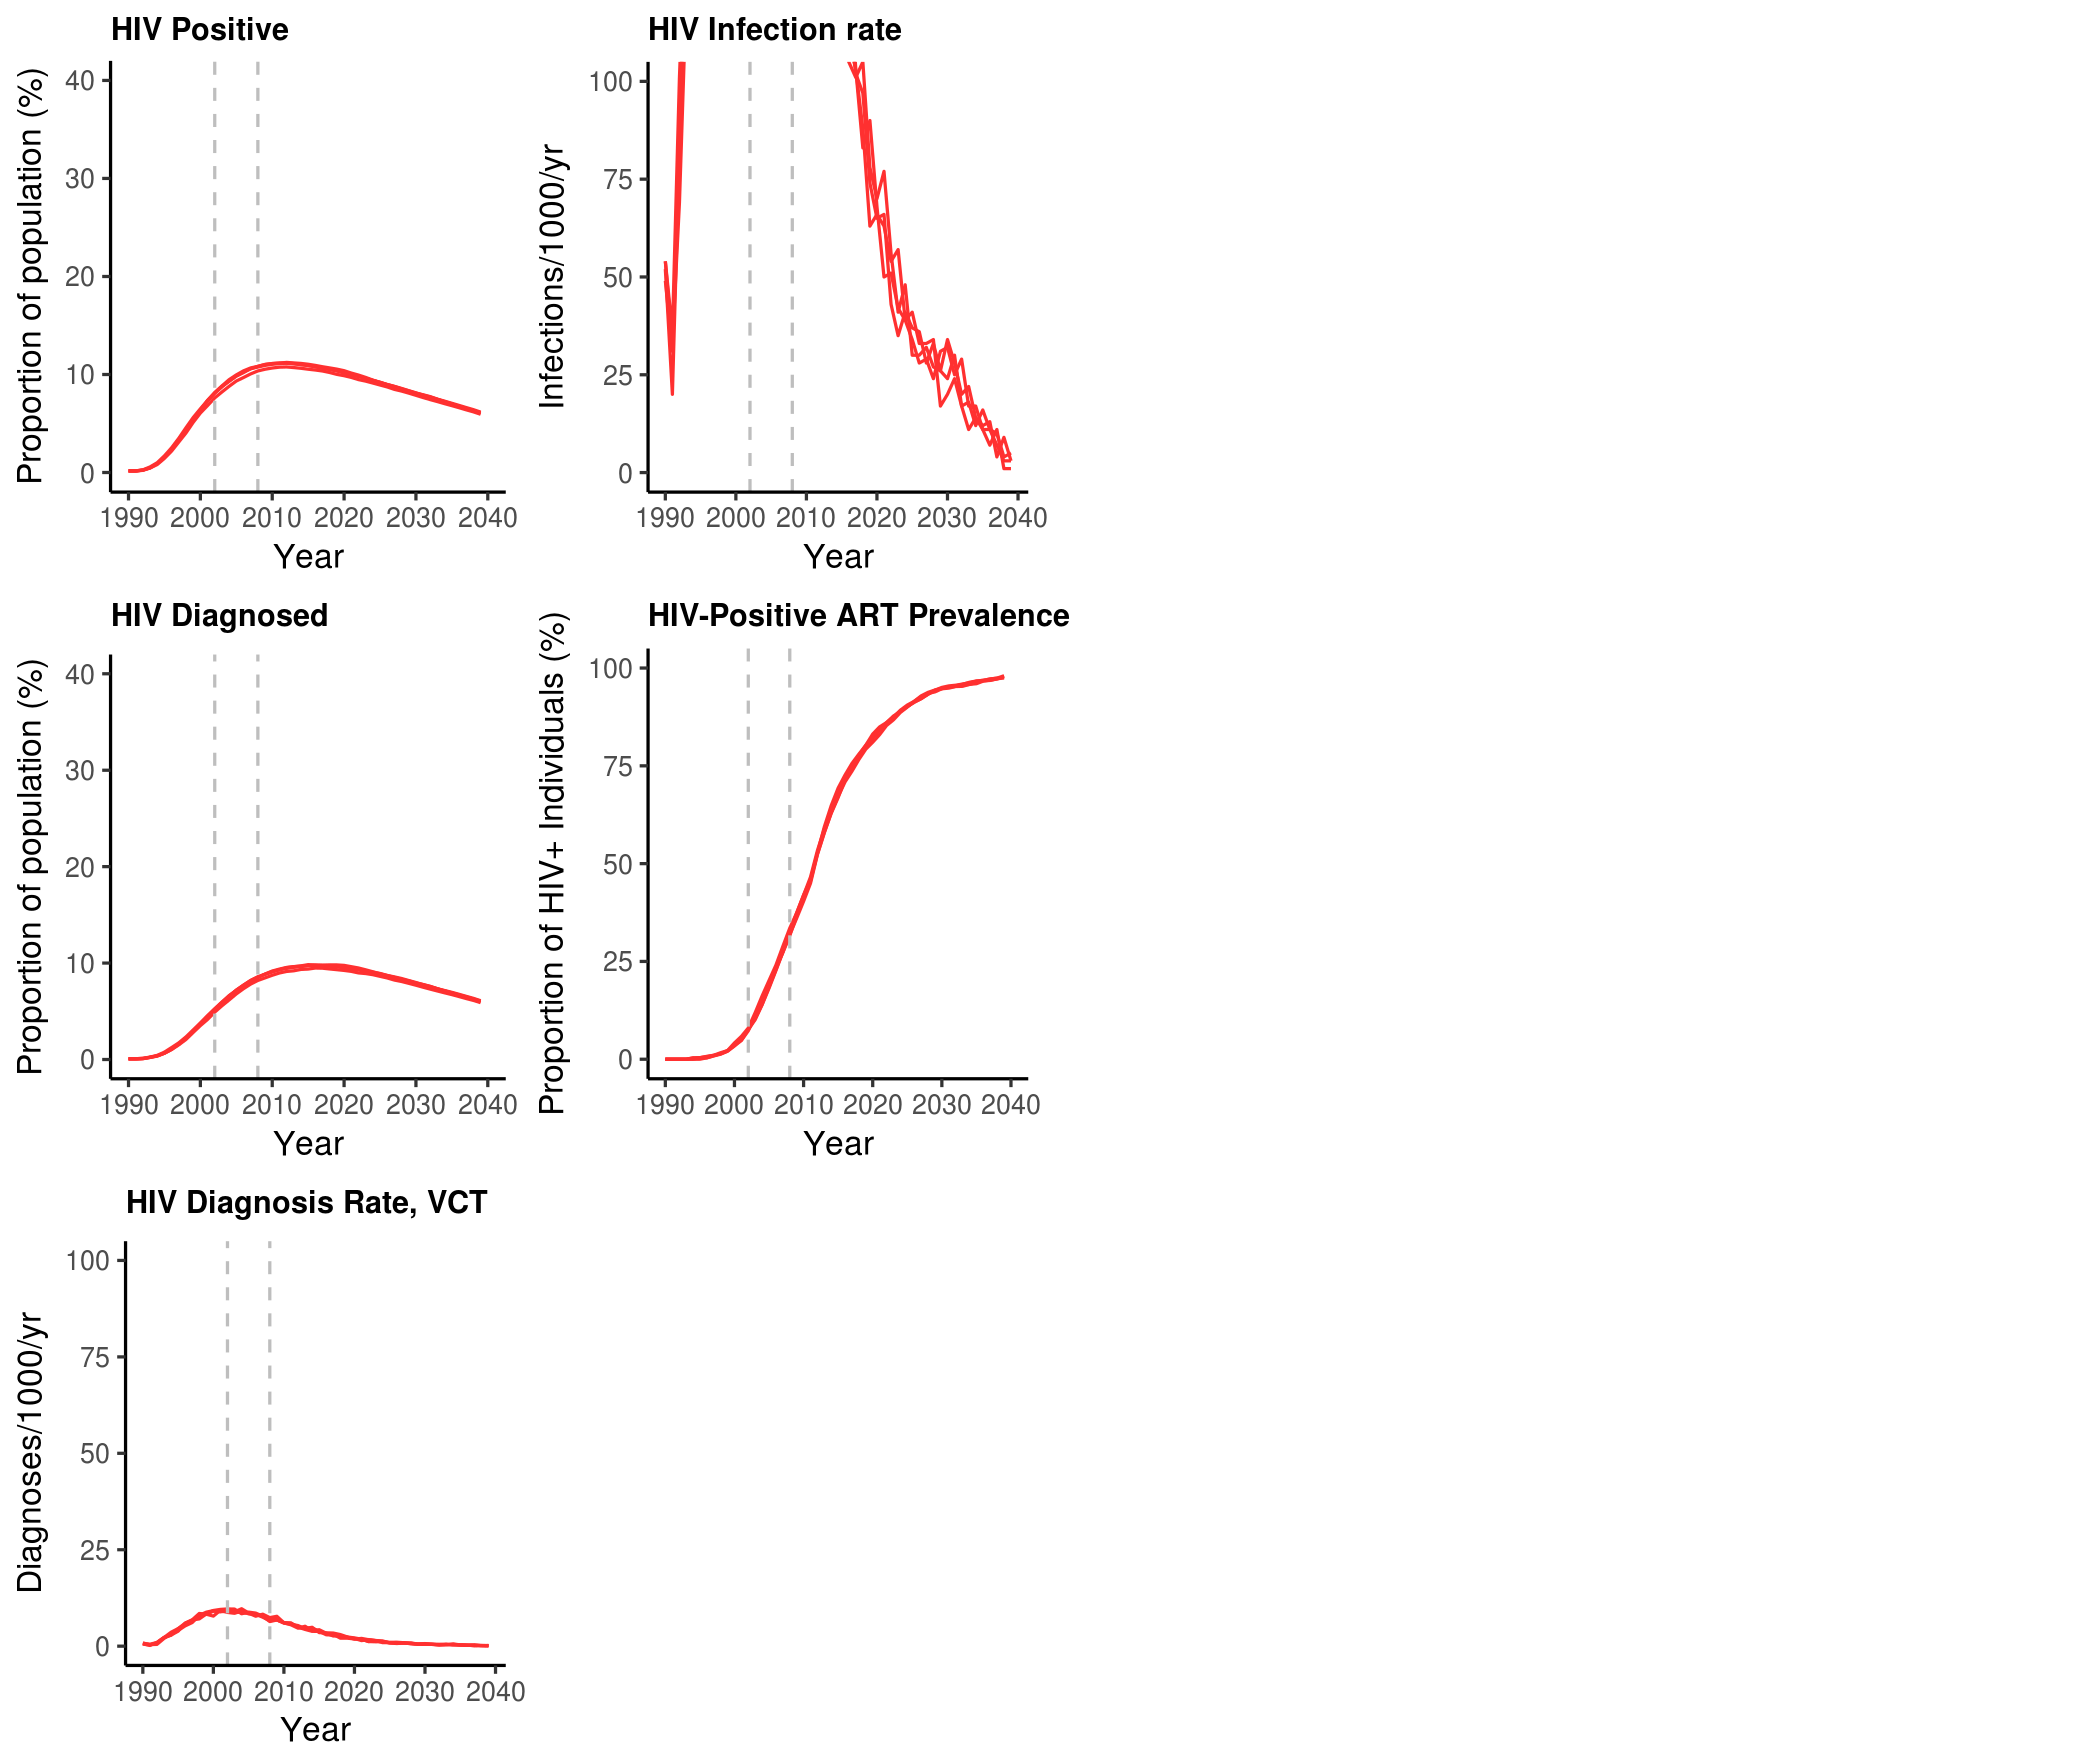 HIV Positive
Proportion of population (%)
40
30
20
10
0
1990 2000 2010 2020 2030 2040
Year
HIV Infection rate
Infections/1000/yr
100
75
50
25
0
1990 2000 2010 2020 2030 2040
Year
HIV Diagnosed
Proportion of population (%)
40
30
20
10
0
1990 2000 2010 2020 2030 2040
Year
HIV-Positive ART Prevalence
Proportion of HIV+ Individuals (%)
100
75
50
25
0
1990 2000 2010 2020 2030 2040
Year
HIV Diagnosis Rate, VCT
Diagnoses/1000/yr
100
75
50
25
0
1990 2000 2010 2020 2030 2040
Year